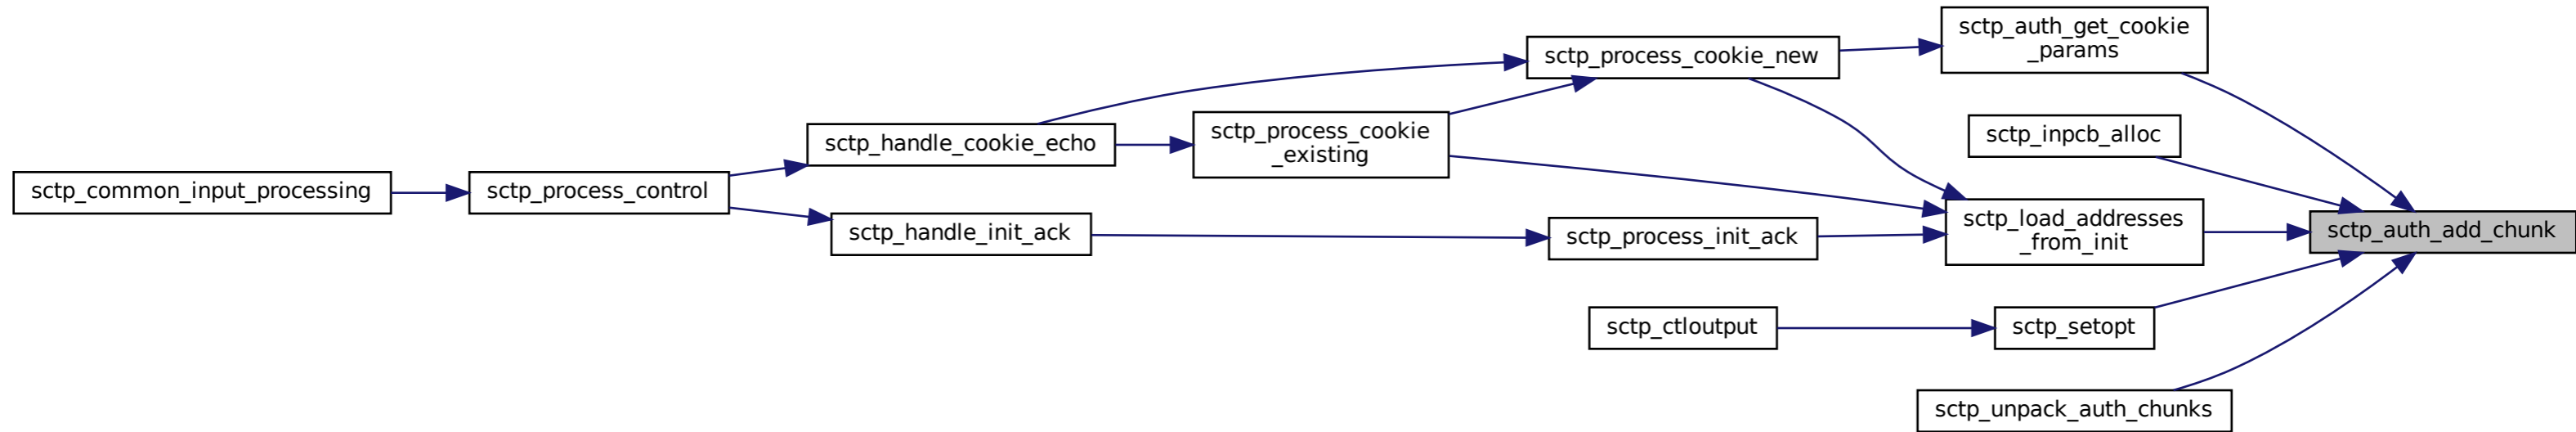 sctp_auth_get_cookie
_params
sctp_process_cookie_new
sctp_inpcb_alloc
sctp_process_cookie
_existing
sctp_handle_cookie_echo
sctp_common_input_processing
sctp_process_control
sctp_handle_init_ack
sctp_process_init_ack
sctp_load_addresses
_from_init
sctp_auth_add_chunk
sctp_ctloutput
sctp_setopt
sctp_unpack_auth_chunks